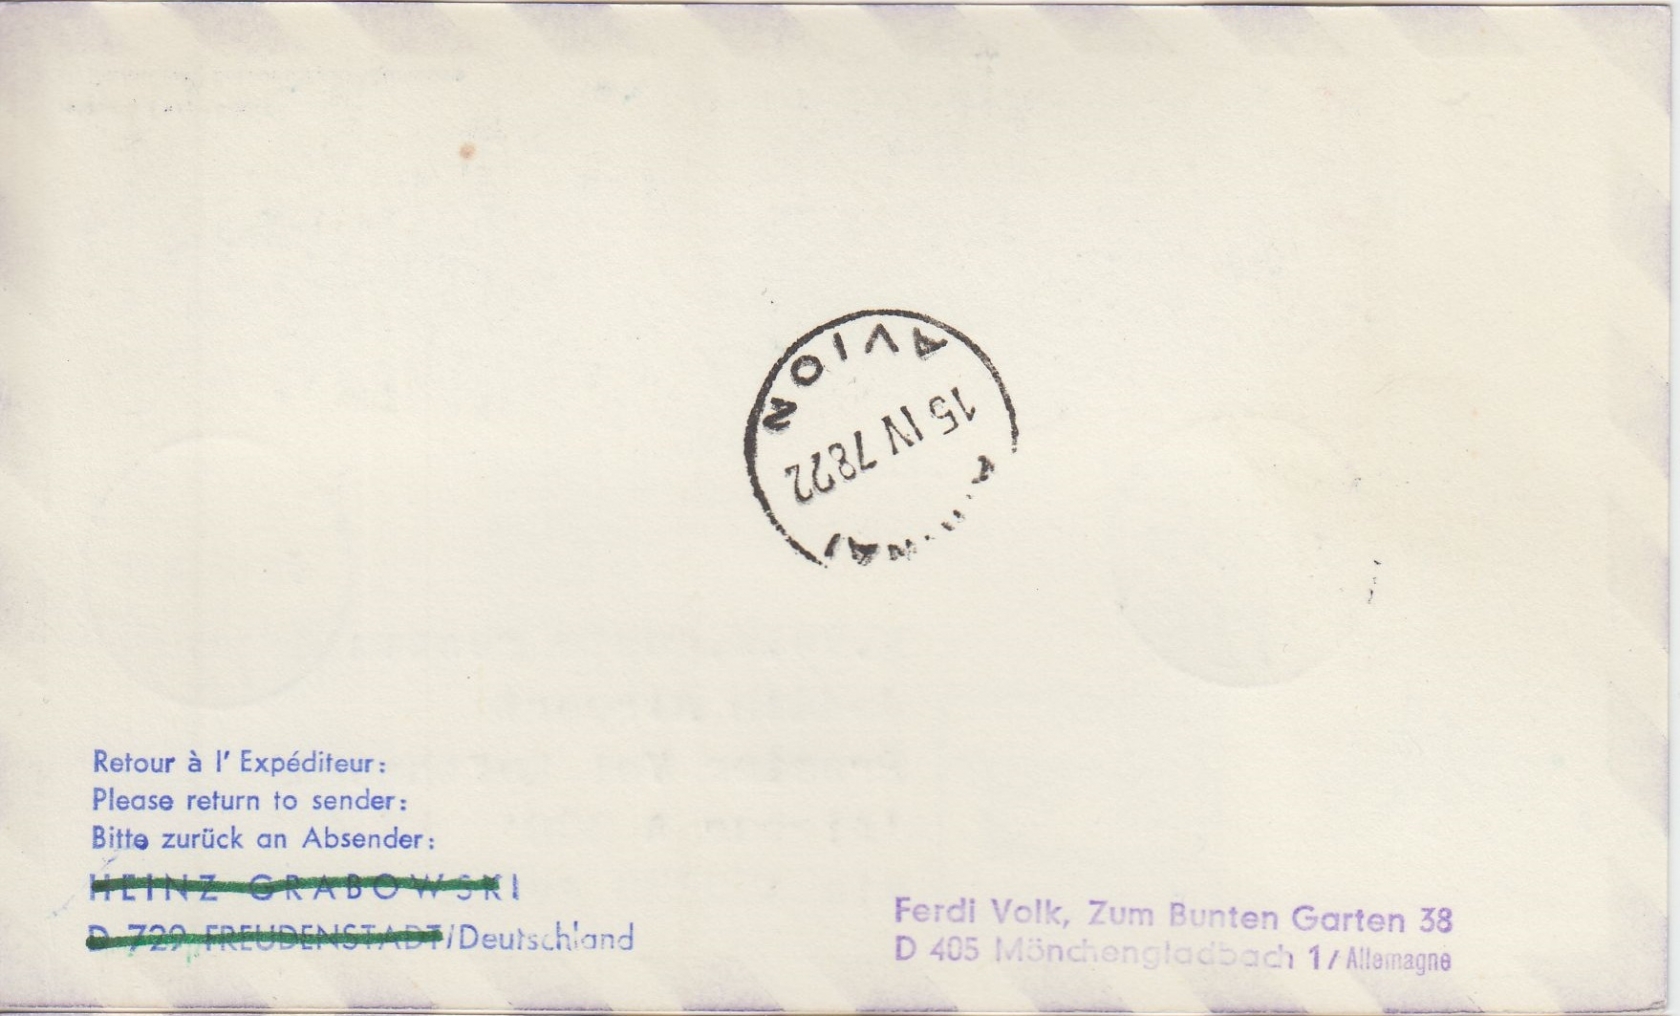 AVION
15 IV 78 22
Retour à l' Expéditeur:
Please return to sender:
Bitte zurück an Absender:
HEINZ GRABOWSKI
D 729 FREUDENSTADT/Deutschland
Ferdi Volk, Zum Bunten Garten 38
D 405 Mönchengladbach 1/Allemagne